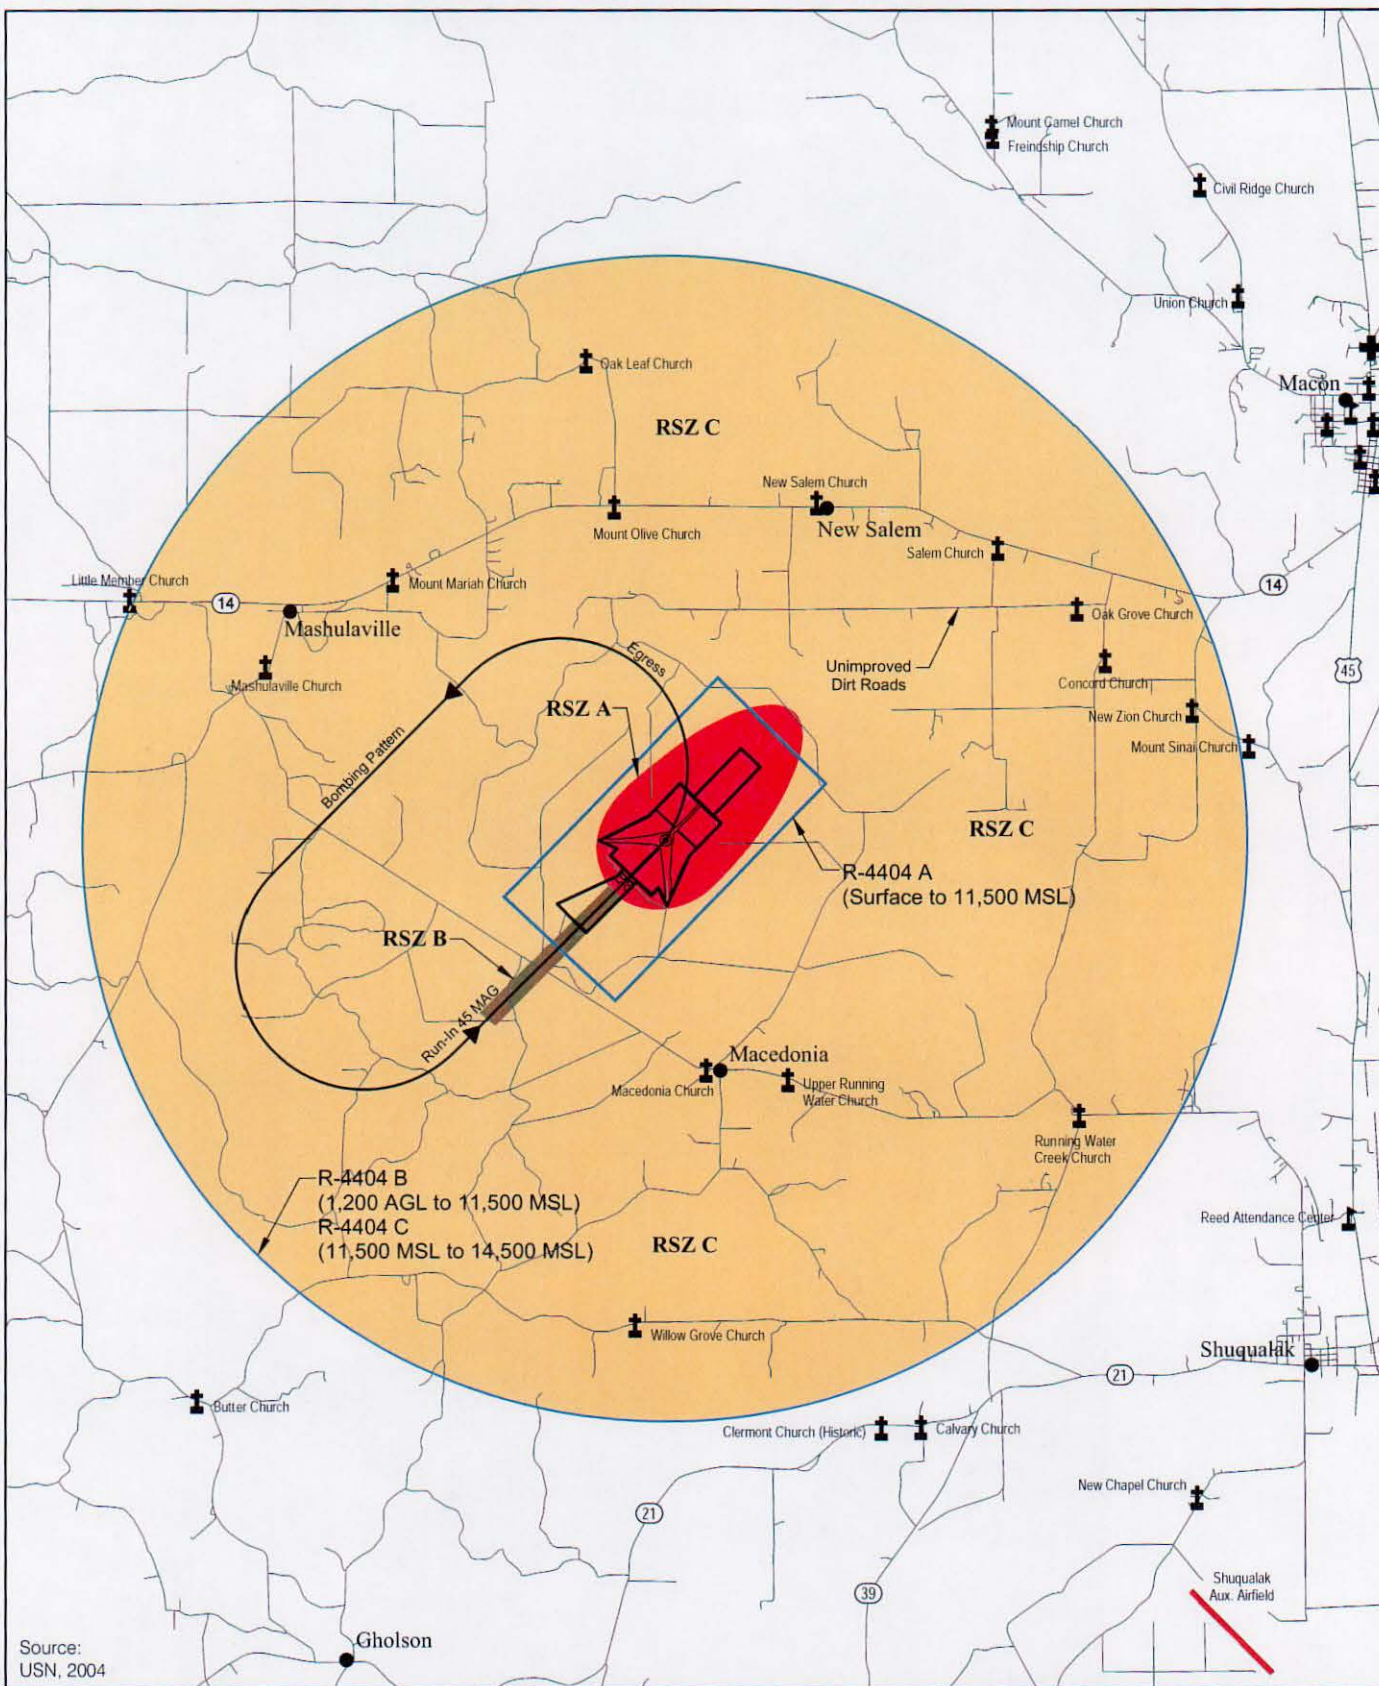 Mount Camel Church
Freindship Church
Civil Ridge Church
Union Church
Macon
Oak Leaf Church
RSZ C
New Salem Church
New Salem
Mount Olive Church
Salem Church
Little Member Church
14
Mount Mariah Church
14
Mashulaville
Oak Grove Church
Egress
Unimproved
Dirt Roads
45
Mashulaville Church
Concord Church
RSZ A
New Zion Church
Mount Sinai Church
Bombing Pattern
RSZ C
R-4404 A
(Surface to 11,500 MSL)
RSZ B
Run-In 45 MAG
Macedonia
Macedonia Church
Upper Running
Water Church
Running Water
Creek Church
R-4404 B
(1,200 AGL to 11,500 MSL)
R-4404 C
(11,500 MSL to 14,500 MSL)
Reed Attendance Center
RSZ C
Willow Grove Church
Shuqualak
21
Butter Church
Clermont Church (Historic)
Calvary Church
New Chapel Church
21
Shuqualak
Aux. Airfield
39
Gholson
Source:
USN, 2004